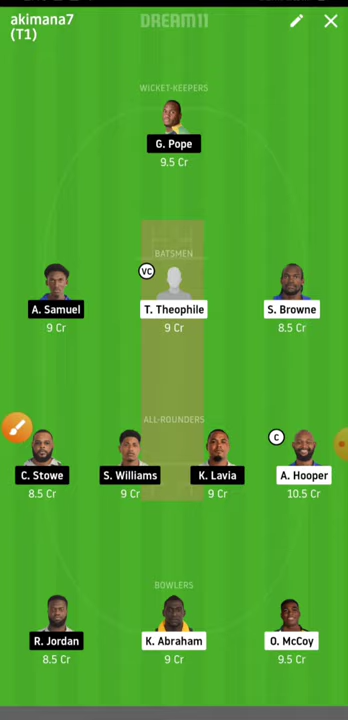 akimana7
(T1)
DREAM11
WICKET-KEEPERS
G. Pope
9.5 Cr
BATSMEN
VC
A. Samuel
T. Theophile
S. Browne
9 Cr
9 Cr
8.5 Cr
ALL-ROUNDERS
C
C. Stowe
S. Williams
K. Lavia
A. Hooper
8.5 Cr
9 Cr
9 Cr
10.5 Cr
BOWLERS
R. Jordan
K. Abraham
O. McCoy
8.5 Cr
9 Cr
9.5 Cr